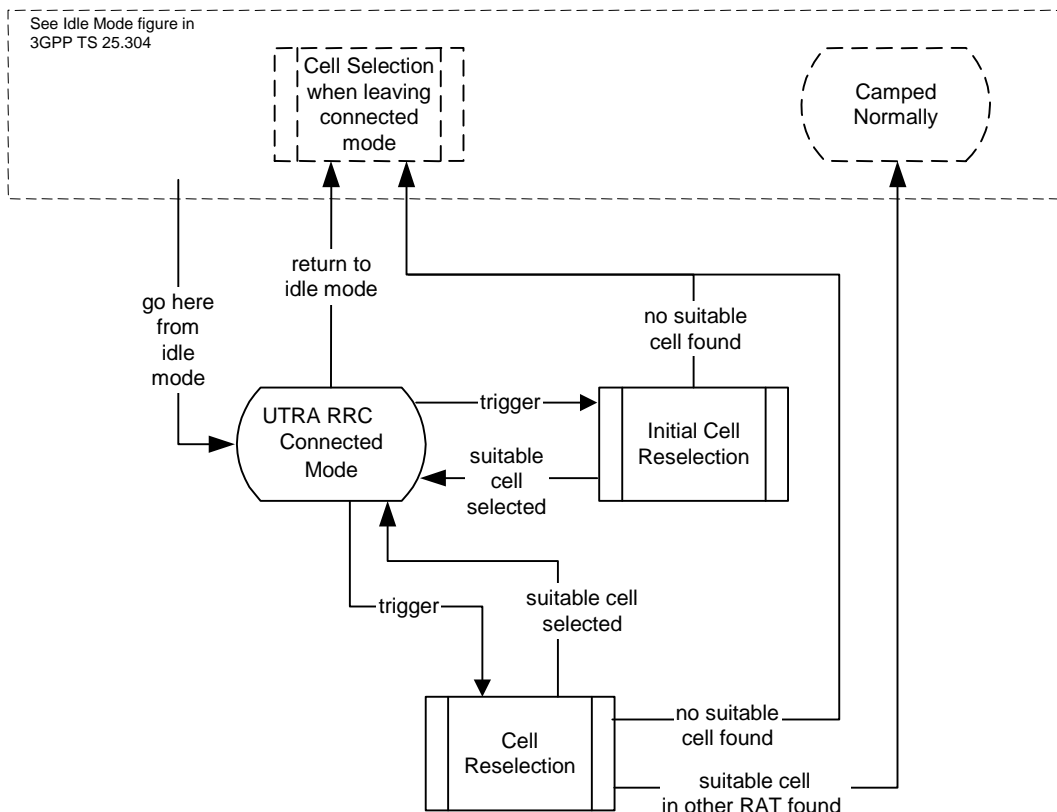 See Idle Mode figure in
3GPP TS 25.304
Cell Selection
when leaving
connected
mode
Camped
Normally
return to
idle mode
go here
from
idle
mode
no suitable
cell found
UTRA RRC
Connected
Mode
trigger
Initial Cell
Reselection
suitable
cell
selected
trigger
suitable cell
selected
Cell
Reselection
no suitable
cell found
suitable cell
in other RAT found